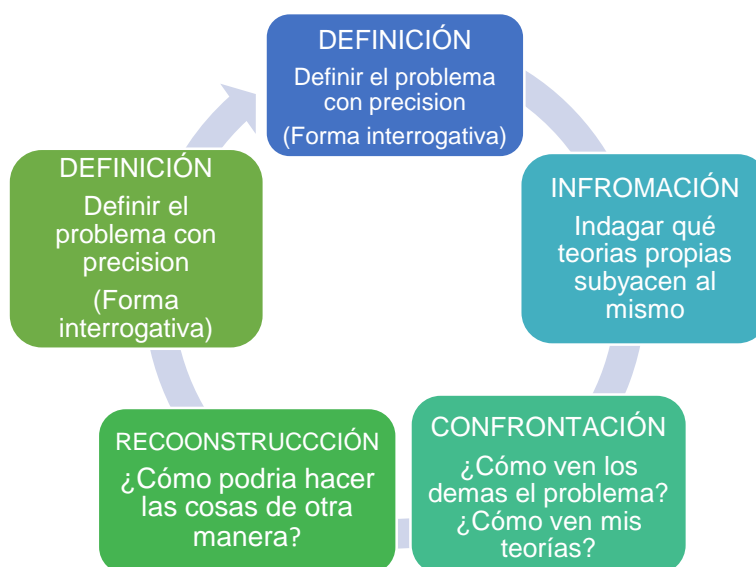 DEFINICIÓN
Definir el problema
con precision
(Forma interrogativa)
INFROMACIÓN
Indagar qué
teorias propias
subyacen al
mismo
CONFRONTACIÓN
¿Cómo ven los
demas el problema?
¿Cómo ven mis
teorías?
RECOONSTRUCCCIÓN
¿Cómo podria hacer
las cosas de otra
manera?
DEFINICIÓN
Definir el
problema con
precision
(Forma
interrogativa)